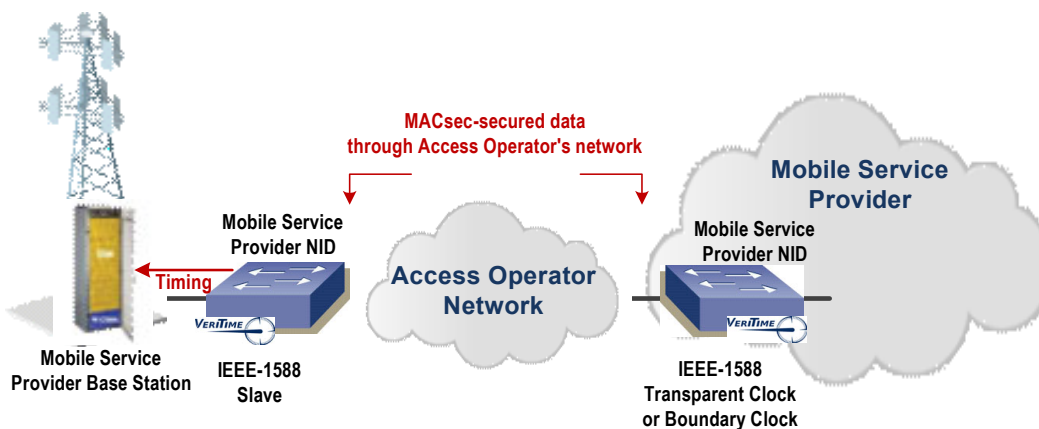 MACsec-secured data
through Access Operator's network
Mobile Service
Provider
Mobile Service
Provider NID
Mobile Service
Provider NID
Access Operator
Network
Timing
VERITIME
VERITIME
Mobile Service
Provider Base Station
IEEE-1588
Slave
IEEE-1588
Transparent Clock
or Boundary Clock